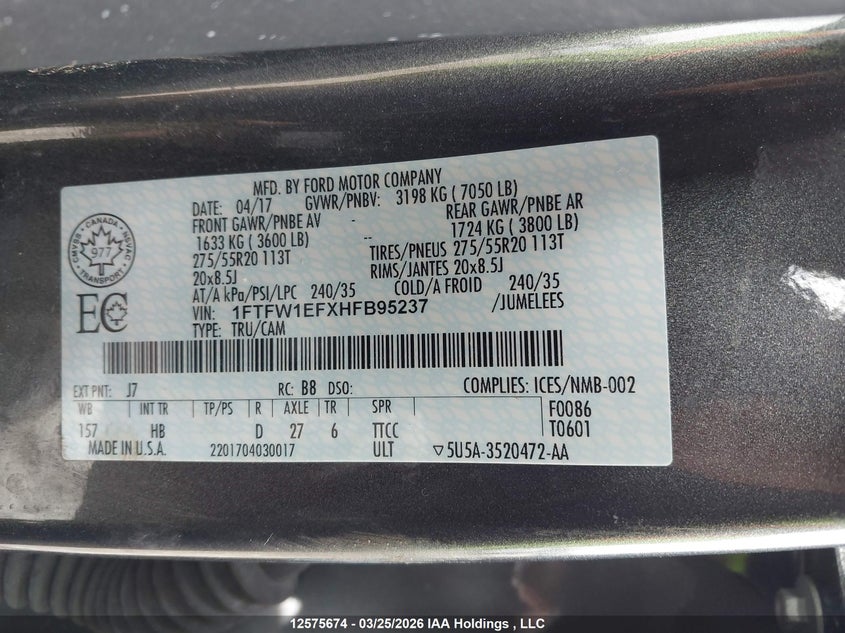 MFD. BY FORD MOTOR COMPANY
DATE: 04/17 GVWR/PNBV: 3198 KG ( 7050 LB)
FRONT GAWR/PNBE AV -- REAR GAWR/PNBE AR
1633 KG ( 3600 LB) -- 1724 KG ( 3800 LB)
275/55R20 113T TIRES/PNEUS 275/55R20 113T
20x8.5J RIMS/JANTES 20x8.5J
AT/A kPa/PSI/LPC 240/35 COLD/A FROID 240/35
VIN: 1FTFW1EFXHFB95237 /JUMELEES
TYPE: TRU/CAM
CANADA
CMVSS NSVAC
977
TRANSPORT
EC
EXT PNT: J7 RC: B8 DSO: COMPLIES: ICES/NMB-002
WB INT TR TP/PS R AXLE TR SPR F0086
157 HB D 27 6 TTCC T0601
MADE IN U.S.A. 2201704030017 ULT ▽5U5A-3520472-AA
12575674 - 03/25/2026 IAA Holdings , LLC